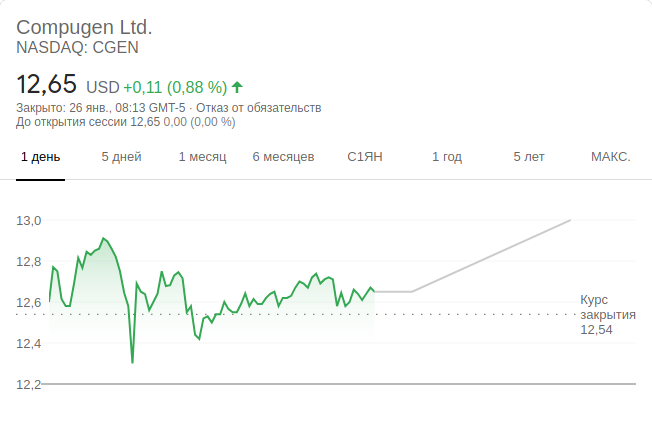 Compugen Ltd.
NASDAQ: CGEN
12,65 USD +0,11 (0,88 %)
Закрыто: 26 янв., 08:13 GMT-5 · Отказ от обязательств
До открытия сессии 12,65 0,00 (0,00 %)
1 день 5 дней 1 месяц 6 месяцев С1ЯН 1 год 5 лет МАКС.
13,0
12,8
12,6
Курс
закрытия
12,54
12,4
12,2